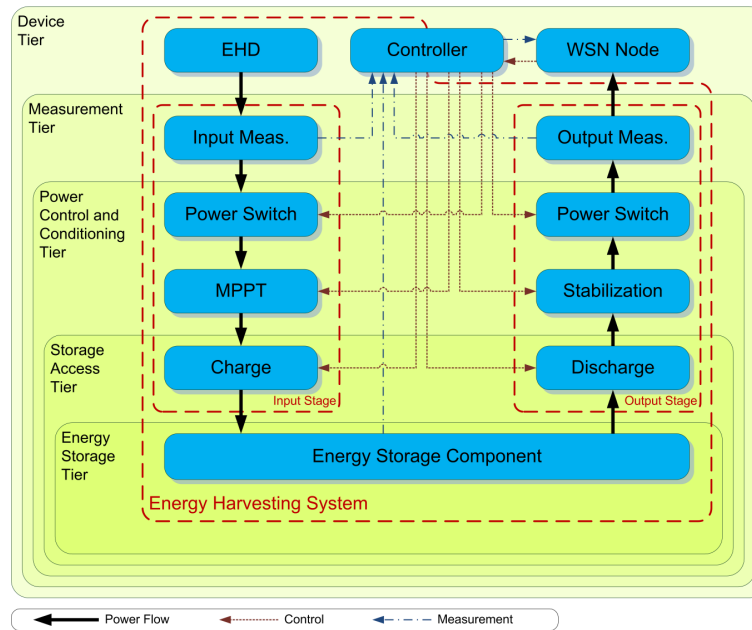 Device
Tier
EHD
Controller
WSN Node
Measurement
Tier
Input Meas.
Output Meas.
Power
Control and
Conditioning
Tier
Power Switch
Power Switch
MPPT
Stabilization
Storage
Access
Tier
Charge
Discharge
Input Stage
Output Stage
Energy
Storage
Tier
Energy Storage Component
Energy Harvesting System
Power Flow
Control
Measurement